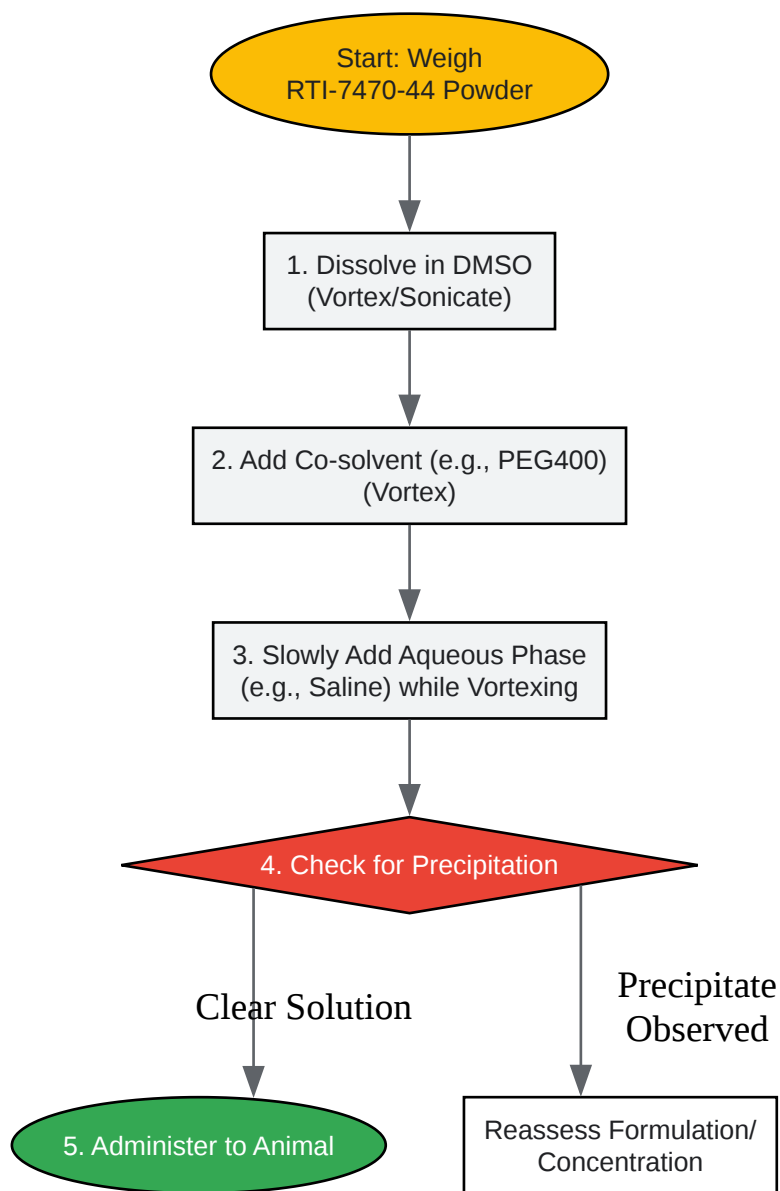 Start: Weigh
RTI-7470-44 Powder
1. Dissolve in DMSO
(Vortex/Sonicate)
2. Add Co-solvent (e.g., PEG400)
(Vortex)
3. Slowly Add Aqueous Phase
(e.g., Saline) while Vortexing
4. Check for Precipitation
Clear Solution
Precipitate
Observed
5. Administer to Animal
Reassess Formulation/
Concentration